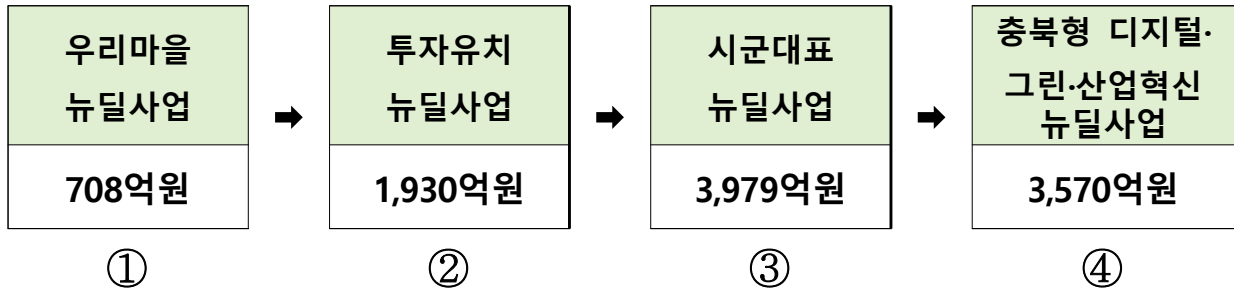 우리마을
뉴딜사업
708억원
①
➡
투자유치
뉴딜사업
1,930억원
②
➡
시군대표
뉴딜사업
3,979억원
③
➡
충북형 디지털·
그린·산업혁신
뉴딜사업
3,570억원
④